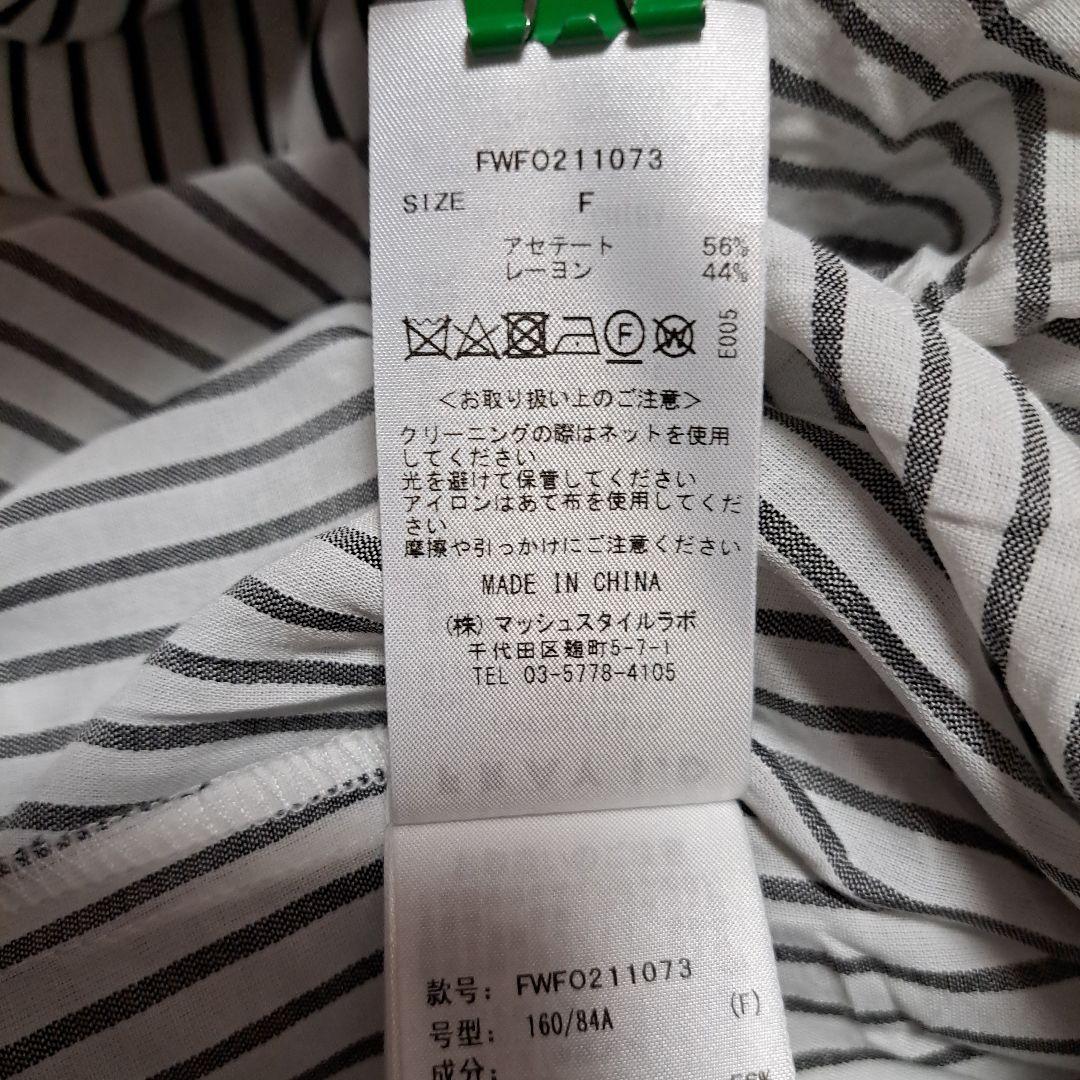 FWFO211073
SIZE F
アセテート 56%
レーヨン 44%
F W E005
<お取り扱い上のご注意>
クリーニングの際はネットを使用
してください
光を避けて保管してください
アイロンはあて布を使用してくだ
さい
摩擦や引っかけにご注意ください
MADE IN CHINA
(株)マッシュスタイルラボ
千代田区麹町5-7-1
TEL 03-5778-4105
款号: FWFO211073
号型: 160/84A (F)
成分:
56%